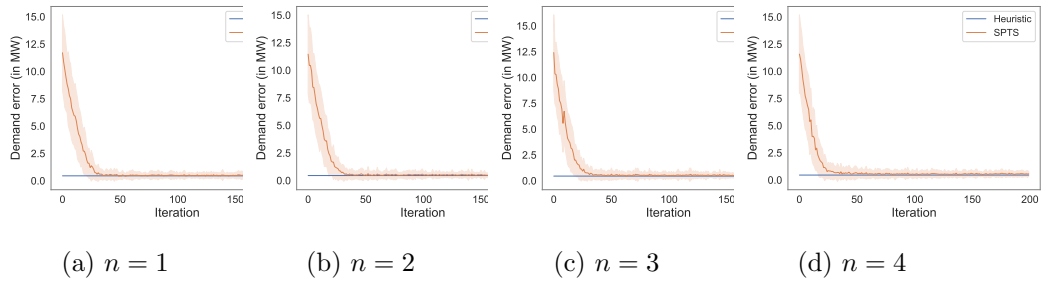 Demand error (in MW)
15.0
12.5
10.0
7.5
5.0
2.5
0.0
0 50 100 150
Iteration
(a) n = 1
Demand error (in MW)
15.0
12.5
10.0
7.5
5.0
2.5
0.0
0 50 100 150
Iteration
(b) n = 2
Demand error (in MW)
15.0
12.5
10.0
7.5
5.0
2.5
0.0
0 50 100 150
Iteration
(c) n = 3
Demand error (in MW)
15.0
12.5
10.0
7.5
5.0
2.5
0.0
0 50 100 150 200
Iteration
Heuristic
SPTS
(d) n = 4